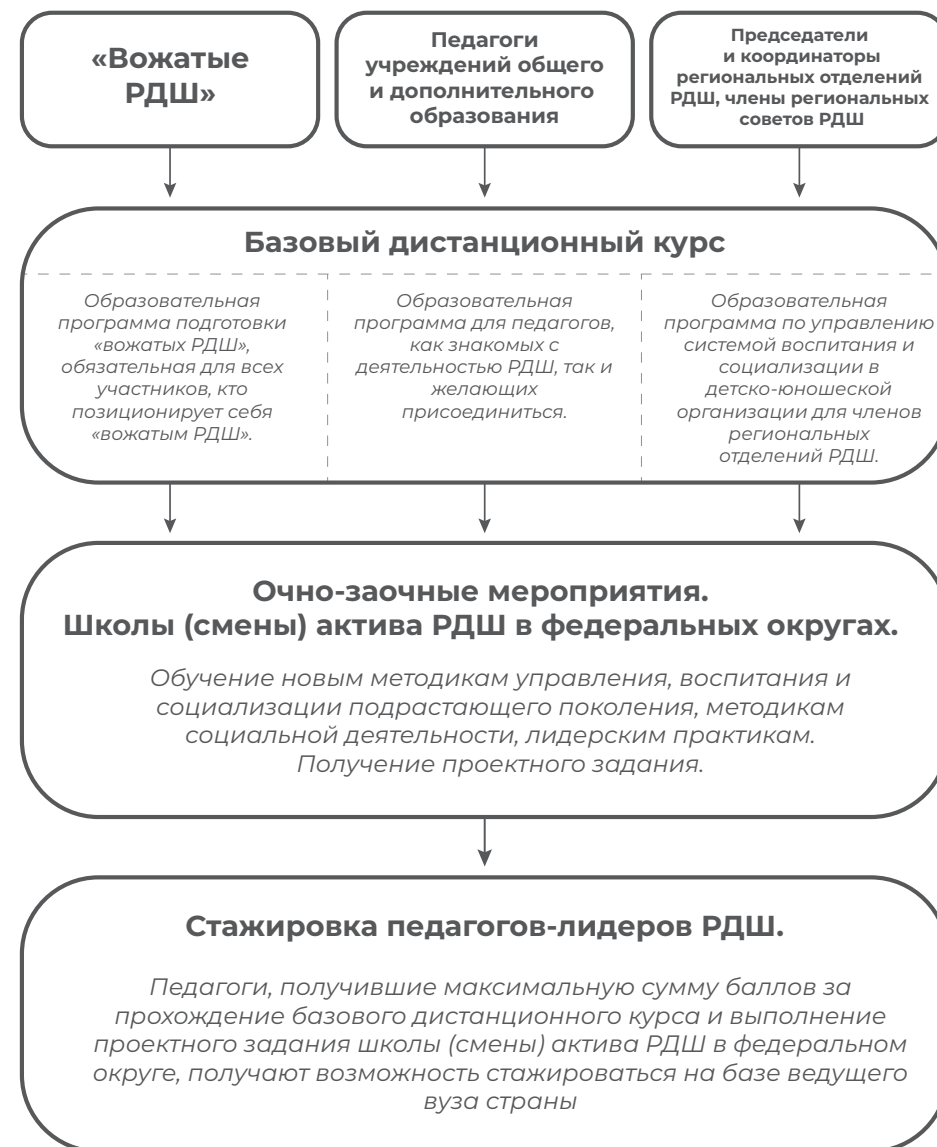 «Вожатые
РДШ»
Педагоги
учреждений общего
и дополнительного
образования
Председатели
и координаторы
региональных отделений
РДШ, члены региональных
советов РДШ
Базовый дистанционный курс
Образовательная
программа подготовки
«вожатых РДШ»,
обязательная для всех
участников, кто
позиционирует себя
«вожатым РДШ».
Образовательная
программа для педагогов,
как знакомых с
деятельностью РДШ, так и
желающих
присоединиться.
Образовательная
программа по управлению
системой воспитания и
социализации в
детско-юношеской
организации для членов
региональных
отделений РДШ.
Очно-заочные мероприятия.
Школы (смены) актива РДШ в федеральных округах.
Обучение новым методикам управления, воспитания и
социализации подрастающего поколения, методикам
социальной деятельности, лидерским практикам.
Получение проектного задания.
Стажировка педагогов-лидеров РДШ.
Педагоги, получившие максимальную сумму баллов за
прохождение базового дистанционного курса и выполнение
проектного задания школы (смены) актива РДШ в федеральном
округе, получают возможность стажироваться на базе ведущего
вуза страны